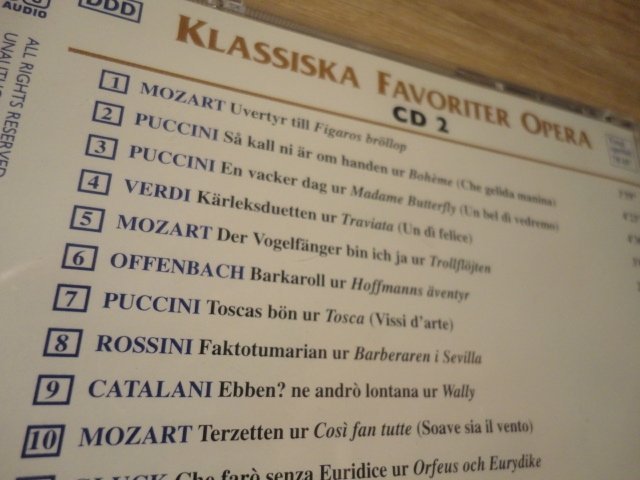 AUDIO
DDD
ALL RIGHTS RESERVED
KLASSISKA FAVORITER OPERA
CD 2
1 MOZART Uvertyr till Figaros bröllop
2 PUCCINI Så kall ni är om handen ur Bohème (Che gelida manina)
3 PUCCINI En vacker dag ur Madame Butterfly (Un bel dì vedremo)
4 VERDI Kärleksduetten ur Traviata (Un dì felice)
5 MOZART Der Vogelfänger bin ich ja ur Trollflöjten
6 OFFENBACH Barkaroll ur Hoffmanns äventyr
7 PUCCINI Toscas bön ur Tosca (Vissi d'arte)
8 ROSSINI Faktotumarian ur Barberaren i Sevilla
9 CATALANI Ebben? ne andrò lontana ur Wally
10 MOZART Terzetten ur Così fan tutte (Soave sia il vento)
GLUCK Che farò senza Euridice ur Orfeus och Eurydike